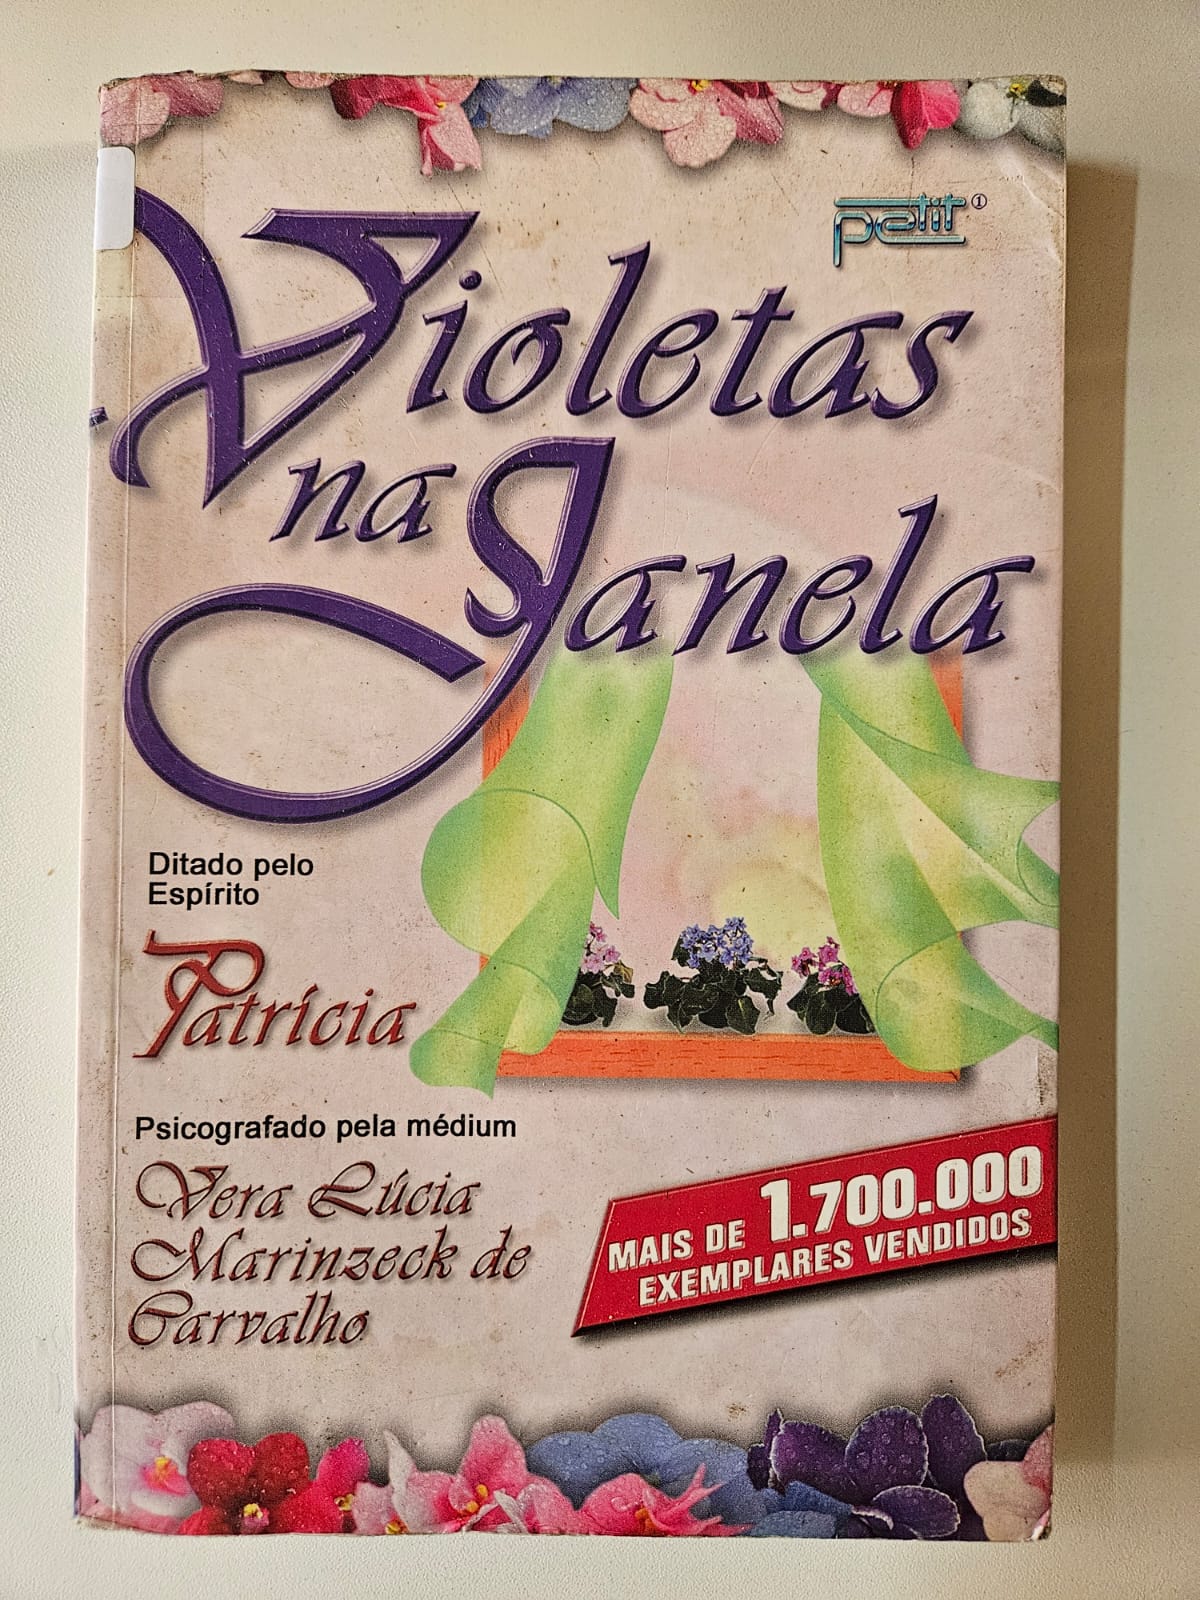 petit
Violetas
na Janela
Ditado pelo
Espírito
Patrícia
Psicografado pela médium
Vera Lúcia
Marinzeck de
Carvalho
MAIS DE 1.700.000
EXEMPLARES VENDIDOS